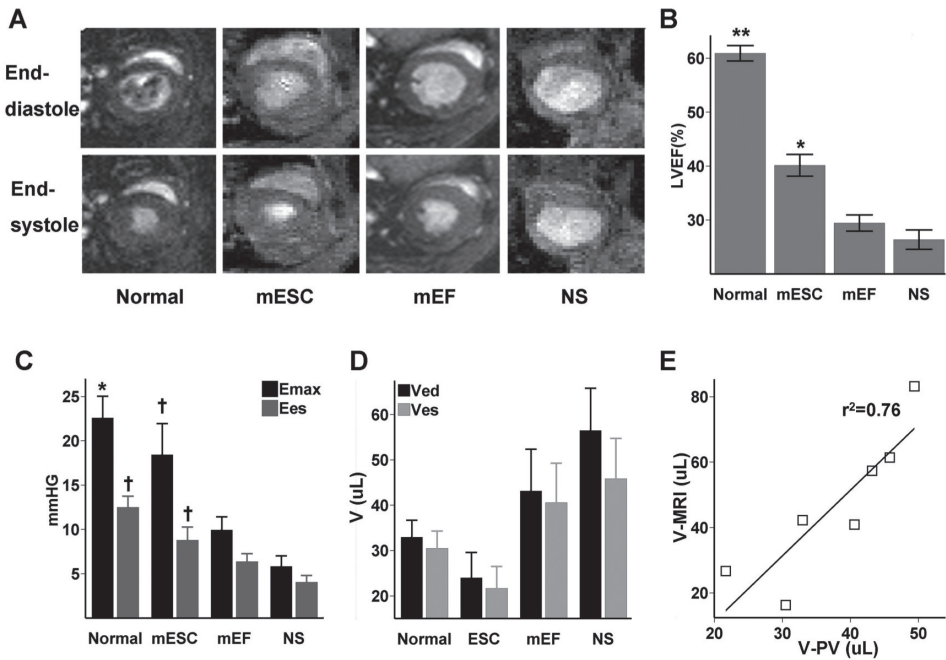 A
End-
diastole
End-
systole
Normal mESC mEF NS
B
LVEF(%)
60
50
40
30
**
*
Normal mESC mEF NS
C
mmHG
25
20
15
10
5
*
†
†
†
Emax
Ees
Normal mESC mEF NS
D
V (uL)
60
50
40
30
20
Ved
Ves
Normal ESC mEF NS
E
V-MRI (uL)
80
60
40
20
r²=0.76
20 30 40 50
V-PV (uL)